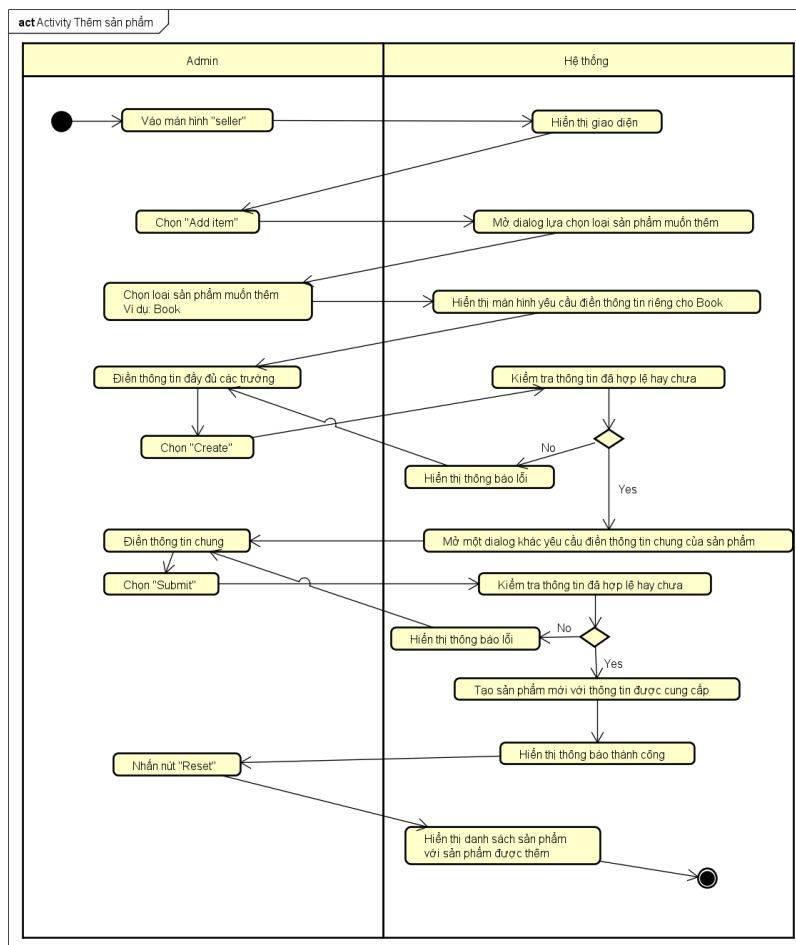 act Activity Thêm sản phẩm
Admin
Hệ thống
Vào màn hình "seller"
Hiển thị giao diện
Chọn "Add item"
Mở dialog lựa chọn loại sản phẩm muốn thêm
Chọn loại sản phẩm muốn thêm
Ví dụ: Book
Hiển thị màn hình yêu cầu điền thông tin riêng cho Book
Điền thông tin đầy đủ các trường
Kiểm tra thông tin đã hợp lệ hay chưa
Chọn "Create"
No
Hiển thị thông báo lỗi
Yes
Điền thông tin chung
Mở một dialog khác yêu cầu điền thông tin chung của sản phẩm
Chọn "Submit"
Kiểm tra thông tin đã hợp lệ hay chưa
No
Hiển thị thông báo lỗi
Yes
Tạo sản phẩm mới với thông tin được cung cấp
Hiển thị thông báo thành công
Nhấn nút "Reset"
Hiển thị danh sách sản phẩm
với sản phẩm được thêm